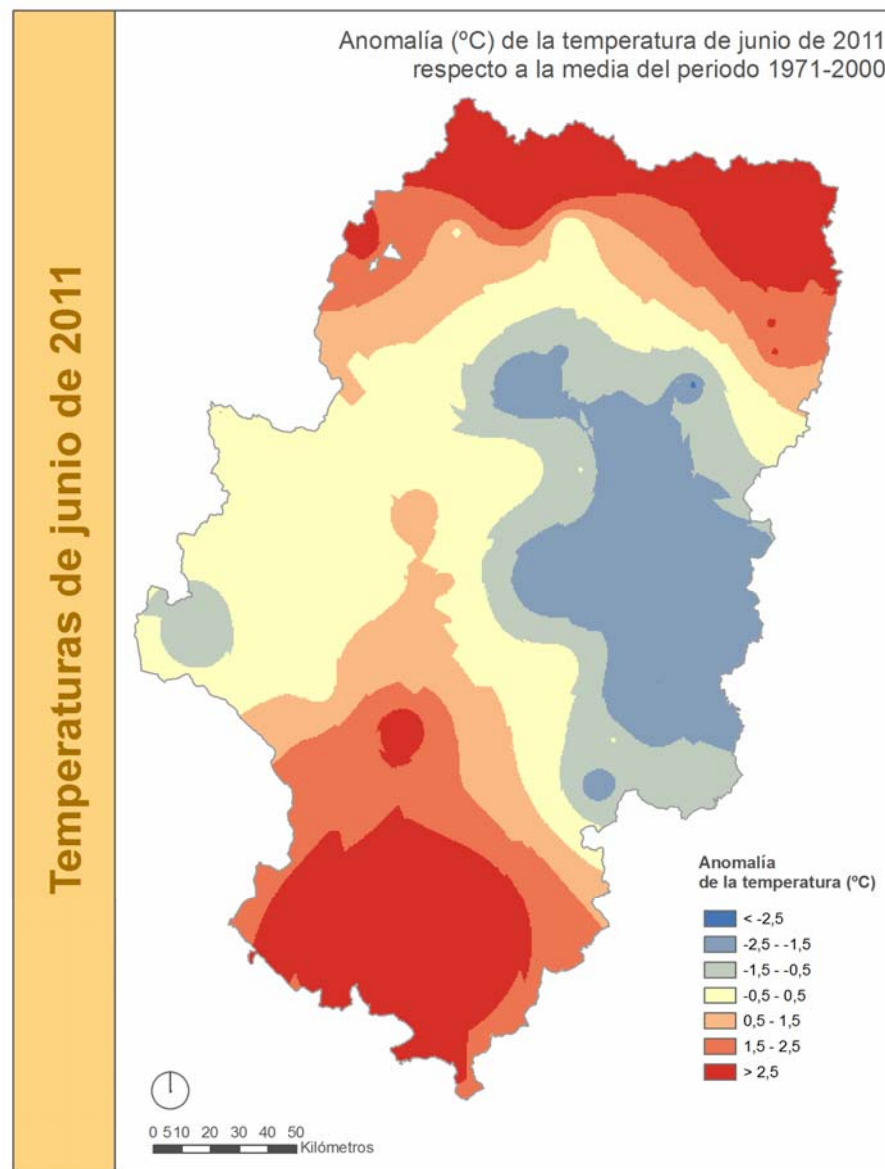 Temperaturas de junio de 2011
Anomalía (ºC) de la temperatura de junio de 2011
respecto a la media del periodo 1971-2000
Anomalía
de la temperatura (ºC)
< -2,5
-2,5 - -1,5
-1,5 - -0,5
-0,5 - 0,5
0,5 - 1,5
1,5 - 2,5
> 2,5
0 5 10 20 30 40 50
Kilómetros